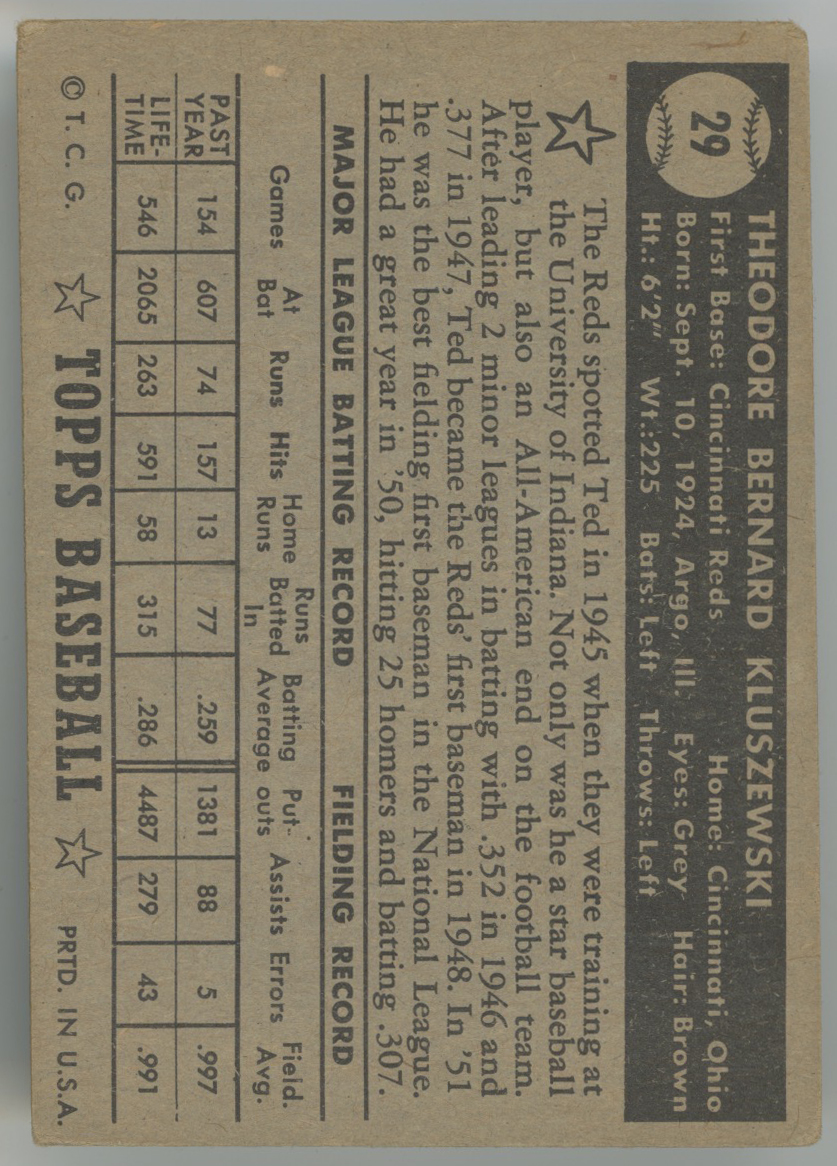 29
THEODORE BERNARD KLUSZEWSKI
First Base: Cincinnati Reds Home: Cincinnati, Ohio
Born: Sept. 10, 1924, Argo, Ill. Eyes: Grey Hair: Brown
Ht.: 6'2" Wt.:225 Bats: Left Throws: Left
The Reds spotted Ted in 1945 when they were training at
the University of Indiana. Not only was he a star baseball
player, but also an All-American end on the football team.
After leading 2 minor leagues in batting with .352 in 1946 and
.377 in 1947, Ted became the Reds' first baseman in 1948. In '51
he was the best fielding first baseman in the National League.
He had a great year in '50, hitting 25 homers and batting .307.
MAJOR LEAGUE BATTING RECORD FIELDING RECORD
Games At Bat Runs Hits Home Runs Runs Batted In Batting Average Put-outs Assists Errors Field. Avg.
PAST YEAR 154 607 74 157 13 77 .259 1381 88 5 .997
LIFE-TIME 546 2065 263 591 58 315 .286 4487 279 43 .991
© T. C. G. ☆ TOPPS BASEBALL ☆ PRTD. IN U.S.A.